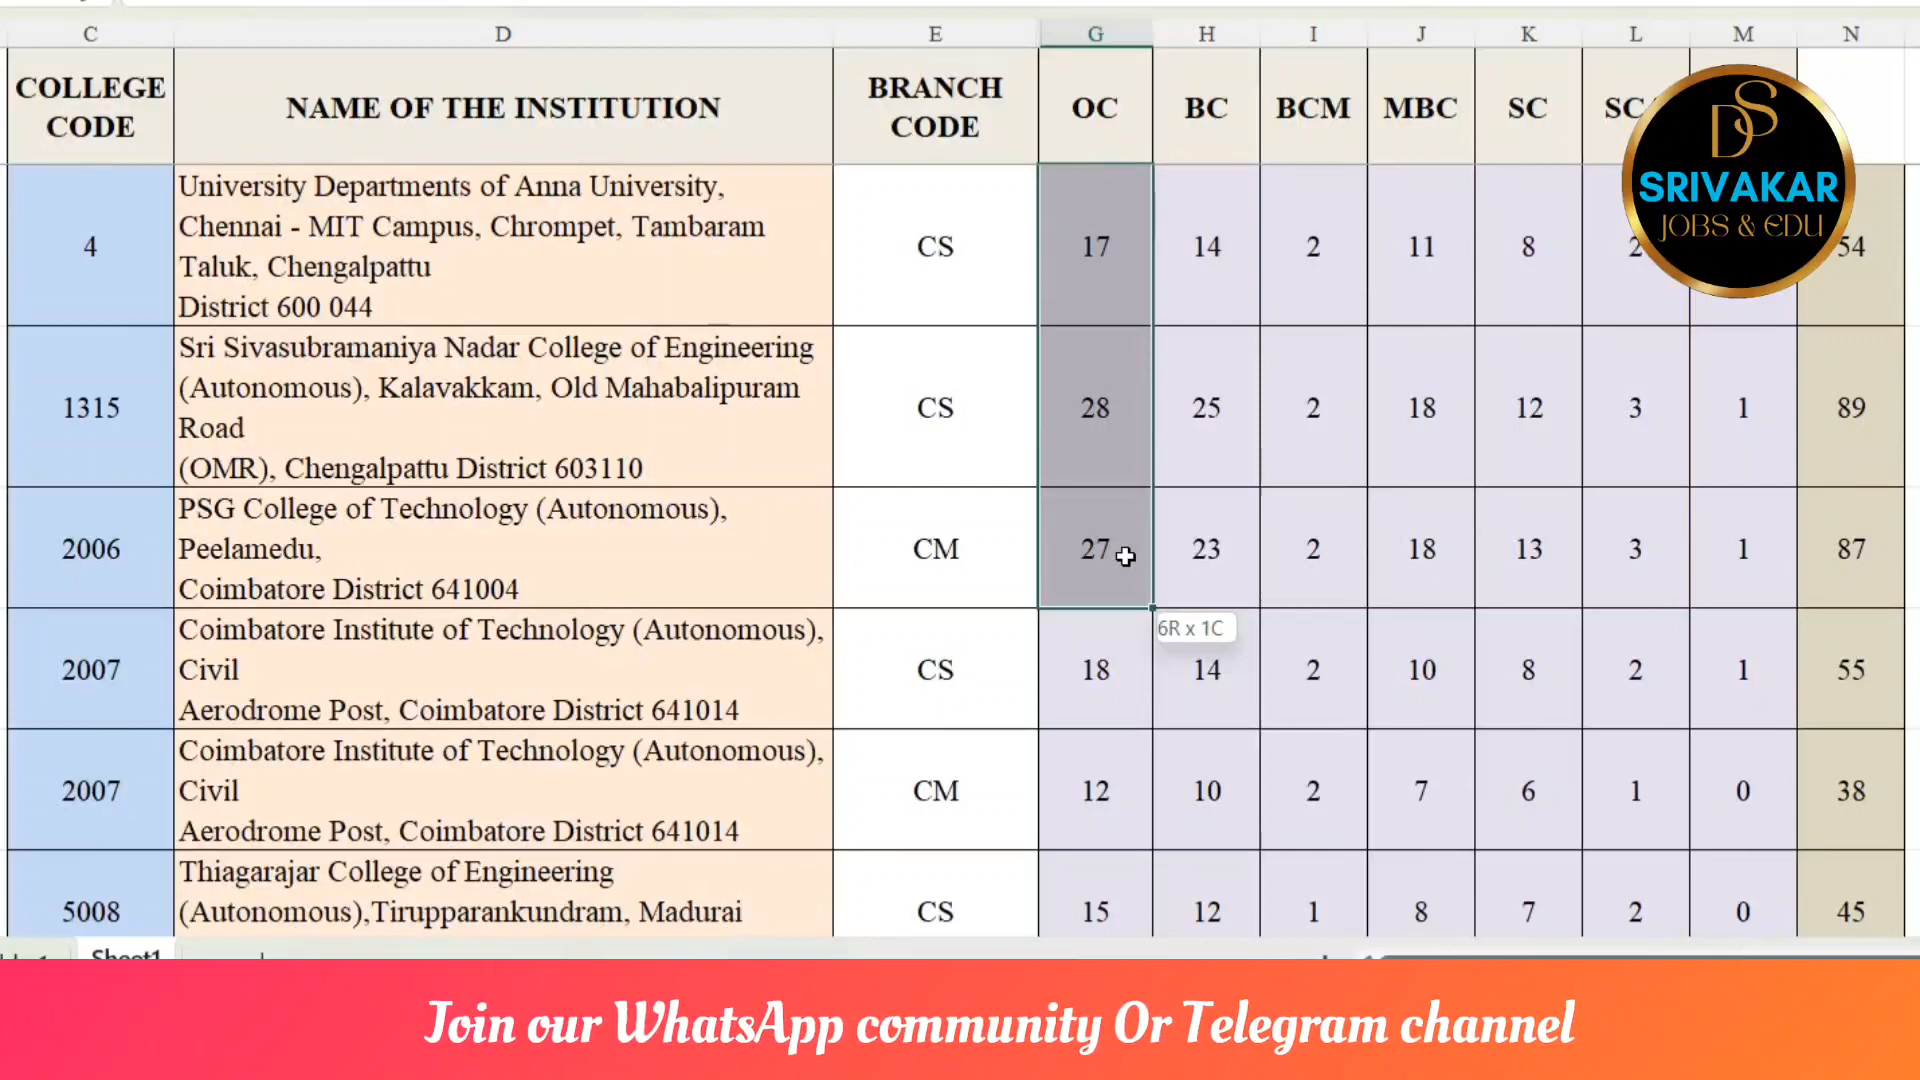 C D E G H I J K L M N
COLLEGE CODE NAME OF THE INSTITUTION BRANCH CODE OC BC BCM MBC SC
University Departments of Anna University,
Chennai - MIT Campus, Chrompet, Tambaram
Taluk, Chengalpattu
District 600 044
4 CS 17 14 2 11 8 2 54
Sri Sivasubramaniya Nadar College of Engineering
(Autonomous), Kalavakkam, Old Mahabalipuram
Road
(OMR), Chengalpattu District 603110
1315 CS 28 25 2 18 12 3 1 89
PSG College of Technology (Autonomous),
Peelamedu,
Coimbatore District 641004
2006 CM 27 23 2 18 13 3 1 87
6R x 1C
Coimbatore Institute of Technology (Autonomous),
Civil
Aerodrome Post, Coimbatore District 641014
2007 CS 18 14 2 10 8 2 1 55
Coimbatore Institute of Technology (Autonomous),
Civil
Aerodrome Post, Coimbatore District 641014
2007 CM 12 10 2 7 6 1 0 38
Thiagarajar College of Engineering
(Autonomous),Tirupparankundram, Madurai
5008 CS 15 12 1 8 7 2 0 45
DS
SRIVAKAR
JOBS & EDU
Sheet1
Join our WhatsApp community Or Telegram channel